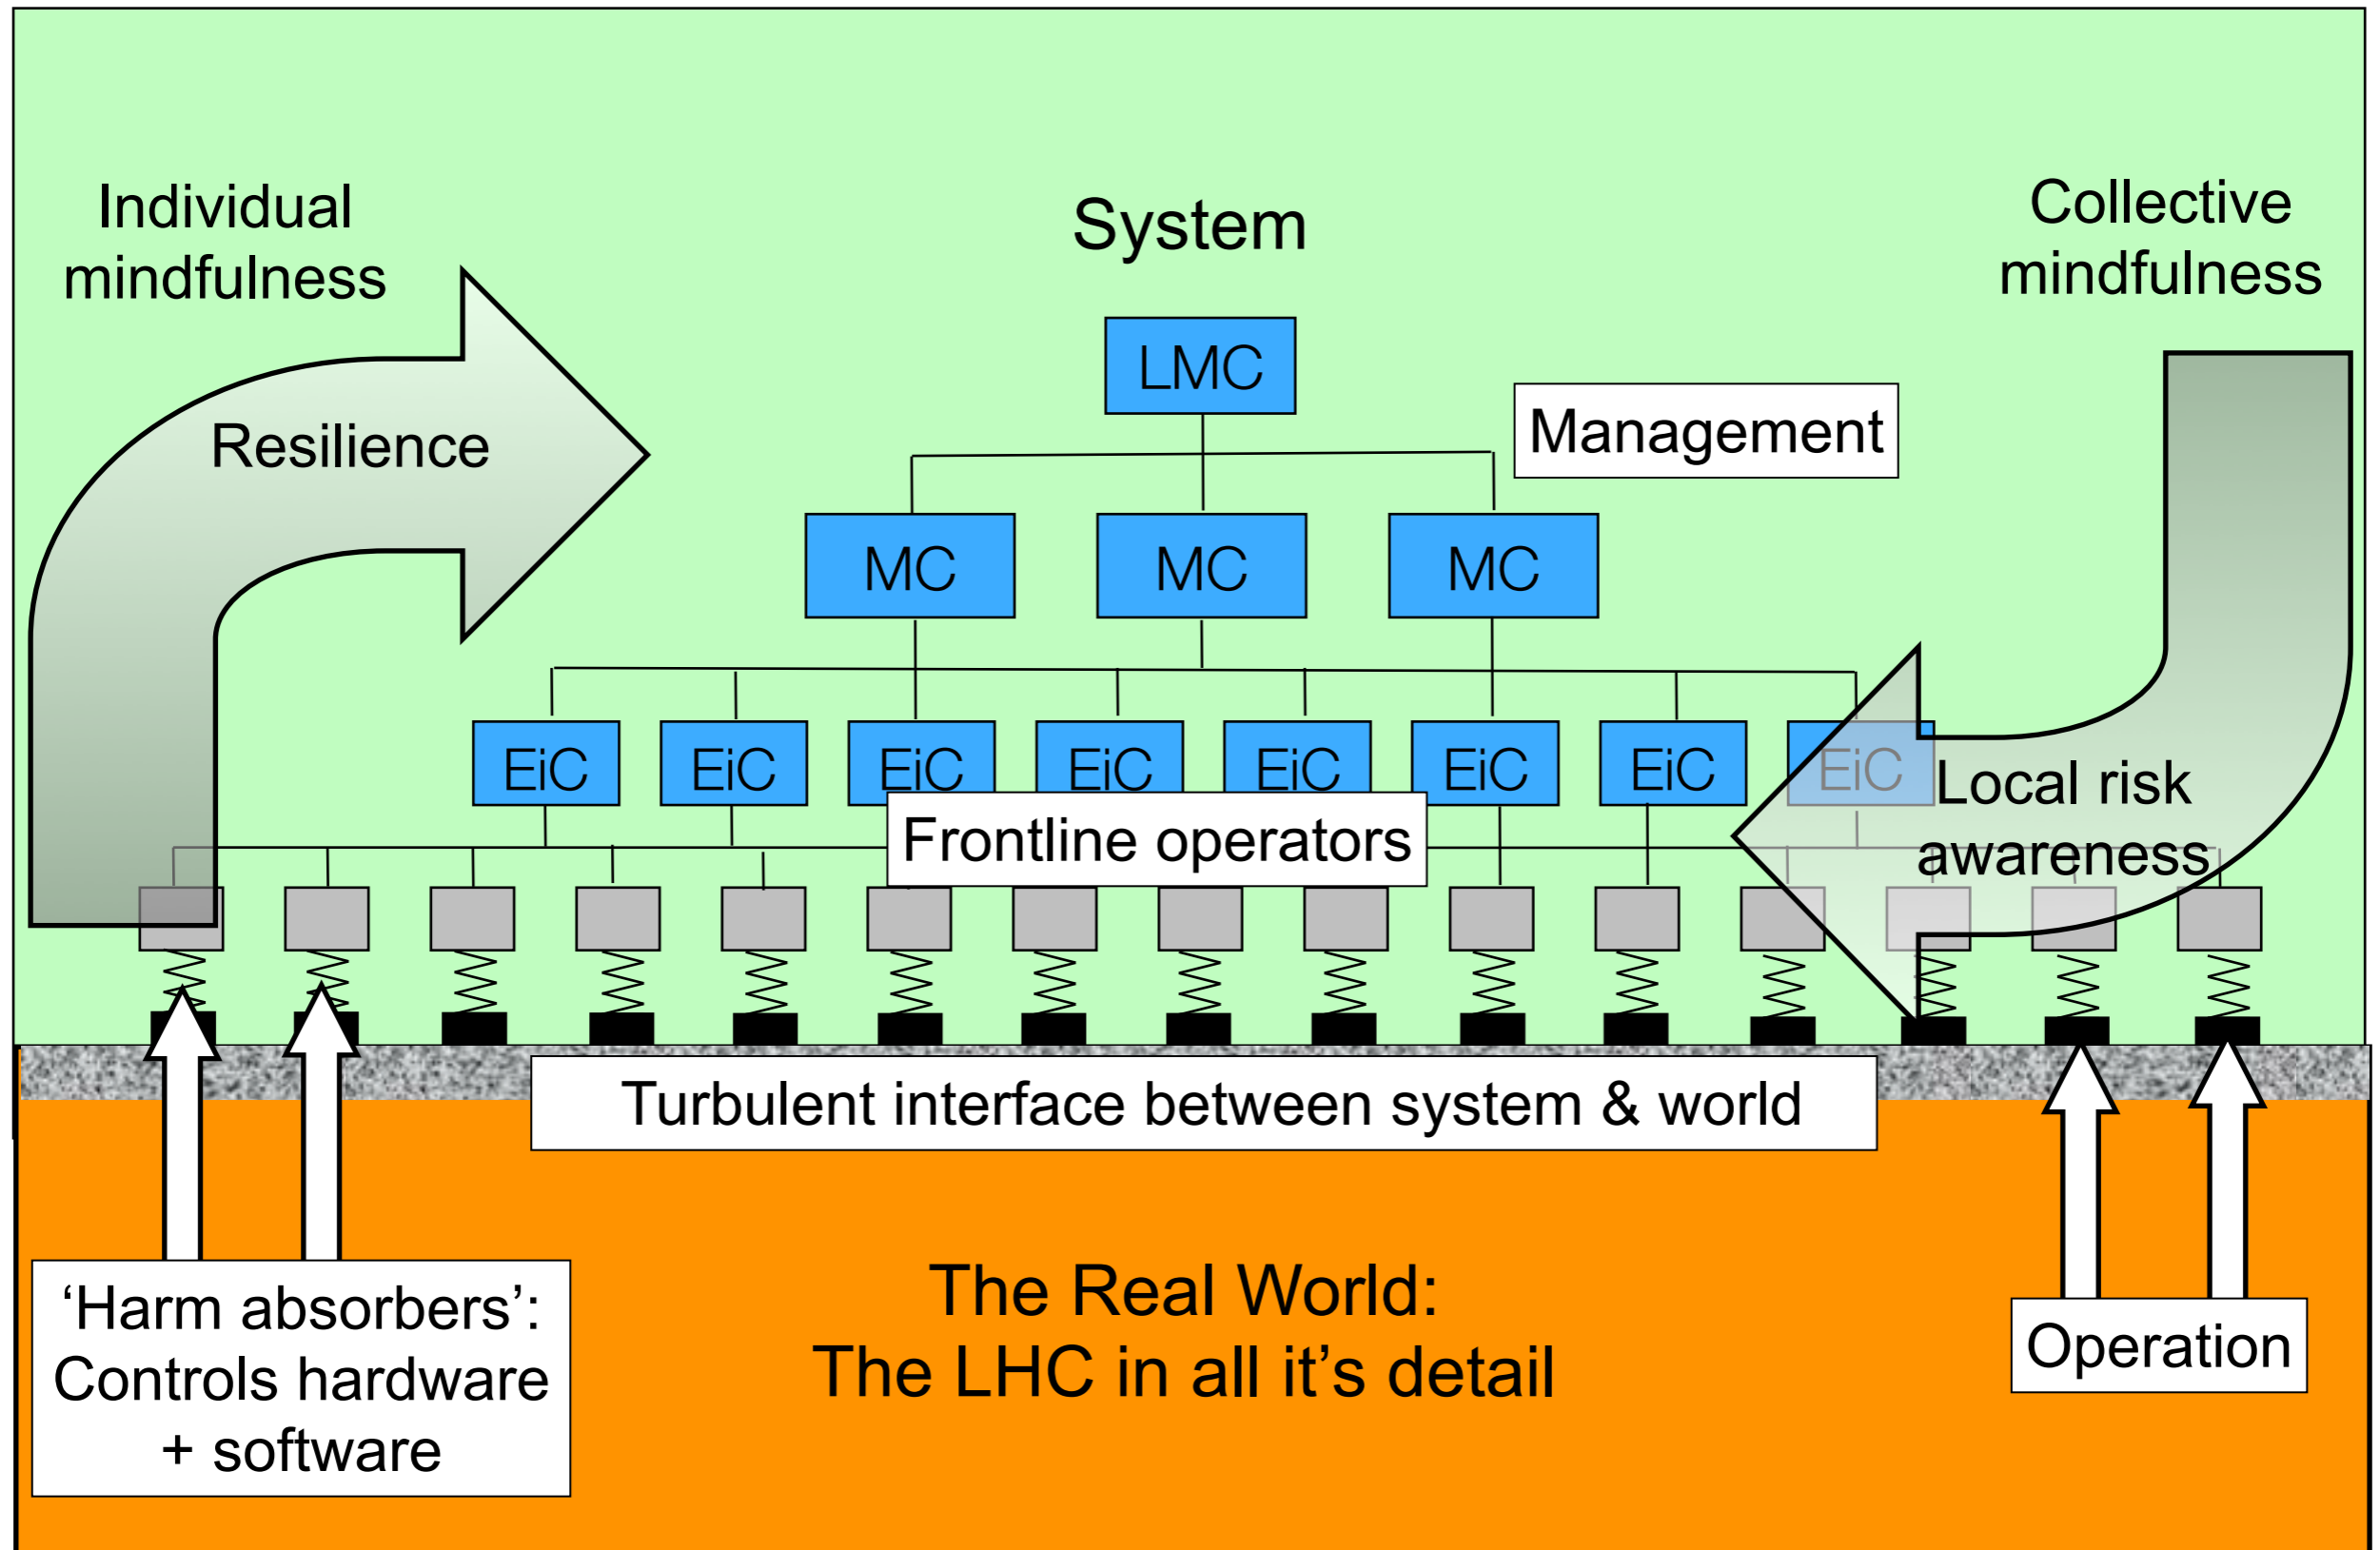 Individual
mindfulness
System
Collective
mindfulness
LMC
Management
Resilience
MC MC MC
EiC EiC EiC EiC EiC EiC EiC EiC
Local risk
awareness
Frontline operators
Turbulent interface between system & world
‘Harm absorbers’:
Controls hardware
+ software
The Real World:
The LHC in all it’s detail
Operation